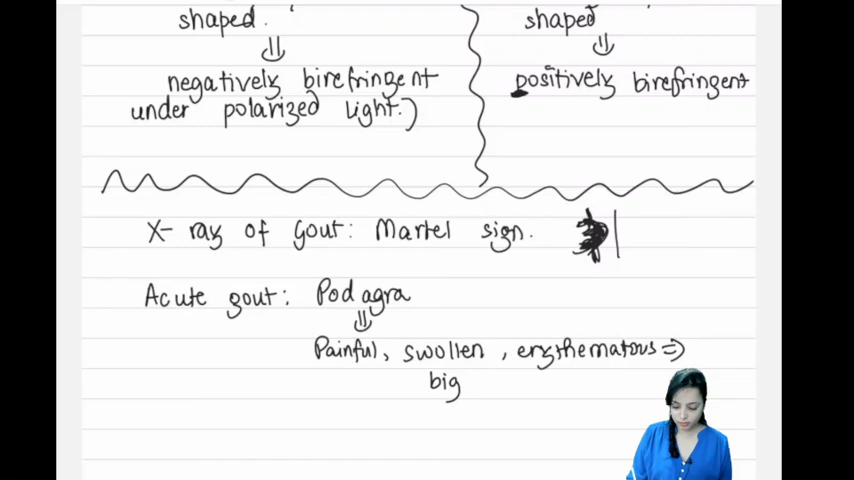 shaped.
negatively birefringent
under polarized light.)
shaped
positively birefringent
X-ray of gout: Martel sign.
Acute gout: Podagra
Painful, swollen, erythematous ⇒
big